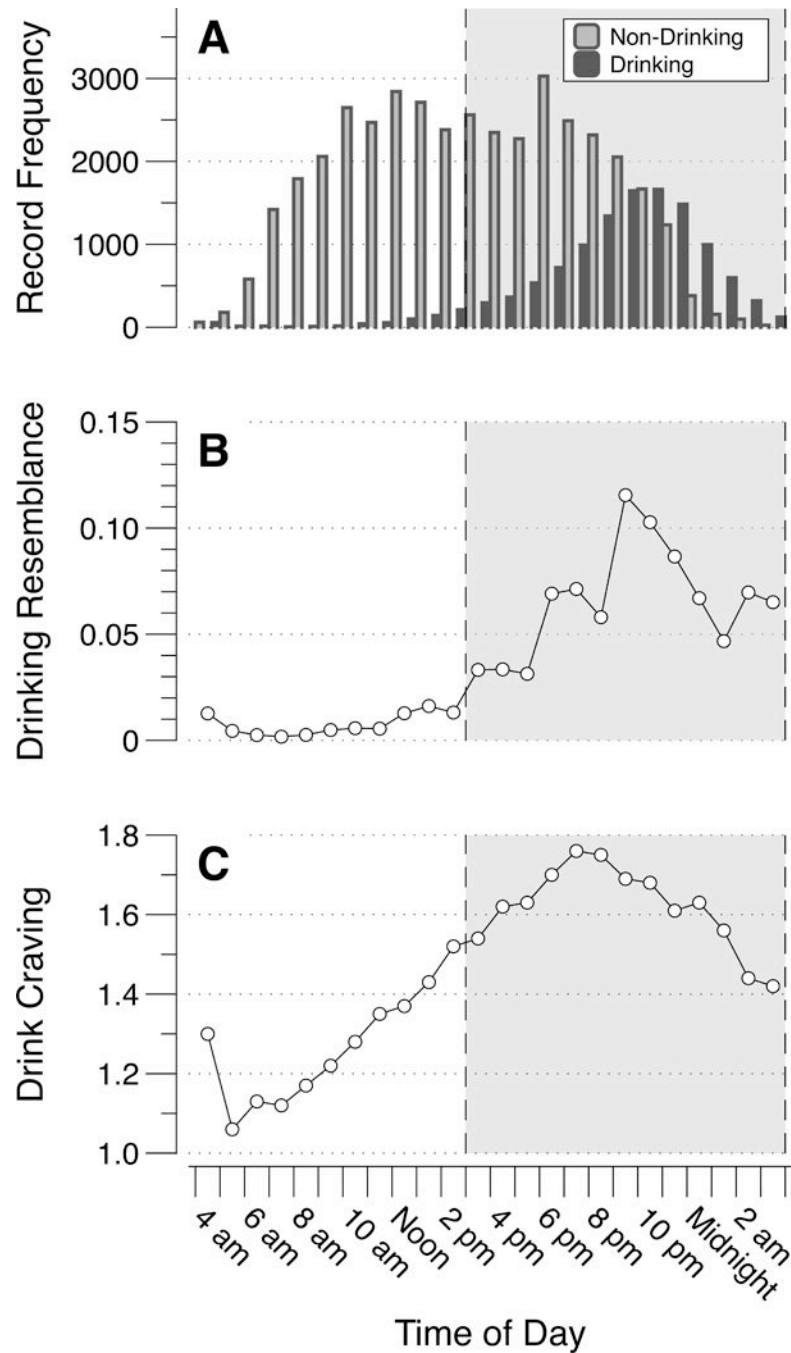 A
Non-Drinking
Drinking
Record Frequency
3000
2000
1000
0
B
Drinking Resemblance
0.15
0.10
0.05
0
C
Drink Craving
1.8
1.6
1.4
1.2
1.0
4 am
6 am
8 am
10 am
Noon
2 pm
4 pm
6 pm
8 pm
10 pm
Midnight
2 am
Time of Day